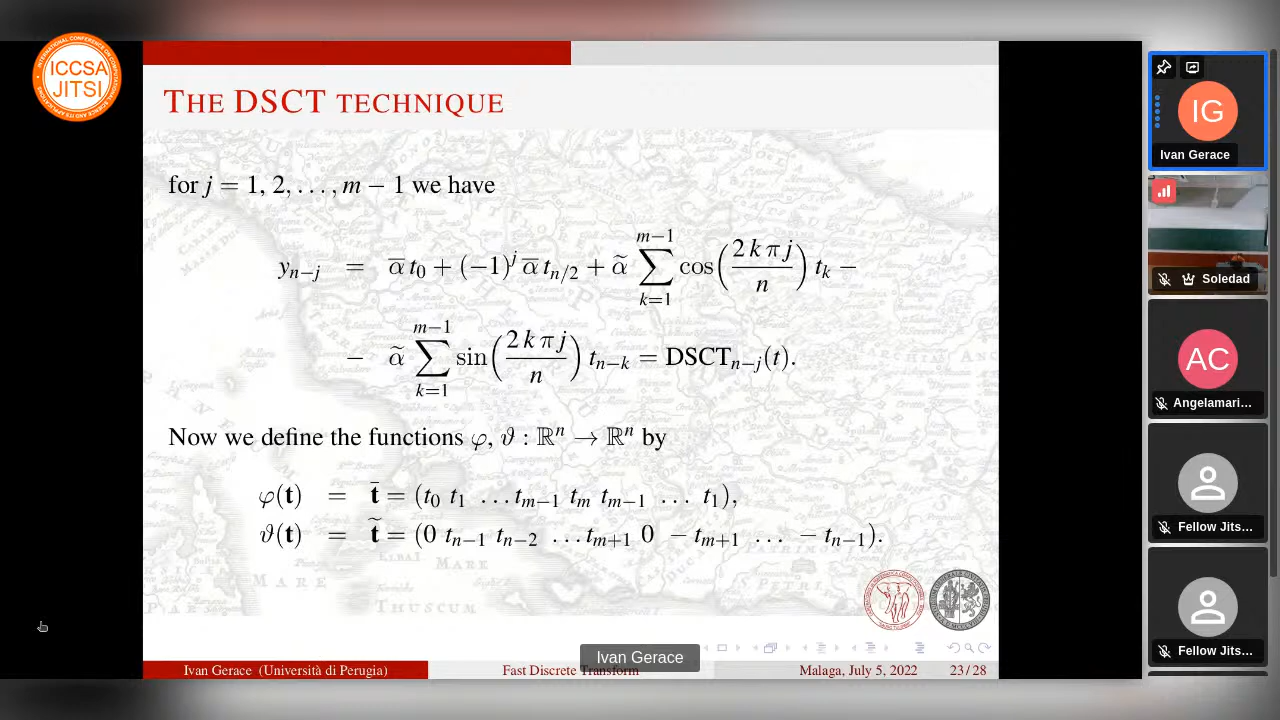 ICCSA
JITSI
THE DSCT TECHNIQUE
for j = 1, 2, . . . , m − 1 we have
y_{n−j} = ᾱ t_0 + (−1)^j ᾱ t_{n/2} + α̃ ∑_{k=1}^{m−1} cos(2 k π j / n) t_k −
− α̃ ∑_{k=1}^{m−1} sin(2 k π j / n) t_{n−k} = DSCT_{n−j}(t).
Now we define the functions φ, ϑ : ℝ^n → ℝ^n by
φ(t) = t̄ = (t_0 t_1 . . . t_{m−1} t_m t_{m−1} . . . t_1),
ϑ(t) = t̃ = (0 t_{n−1} t_{n−2} . . . t_{m+1} 0 − t_{m+1} . . . − t_{n−1}).
MARE
MARE
THUSCUM
Ivan Gerace (Università di Perugia)
Fast Discrete Transform
Malaga, July 5, 2022
23 / 28
Ivan Gerace
IG
Ivan Gerace
Soledad
AC
Angelamari...
Fellow Jits...
Fellow Jits...